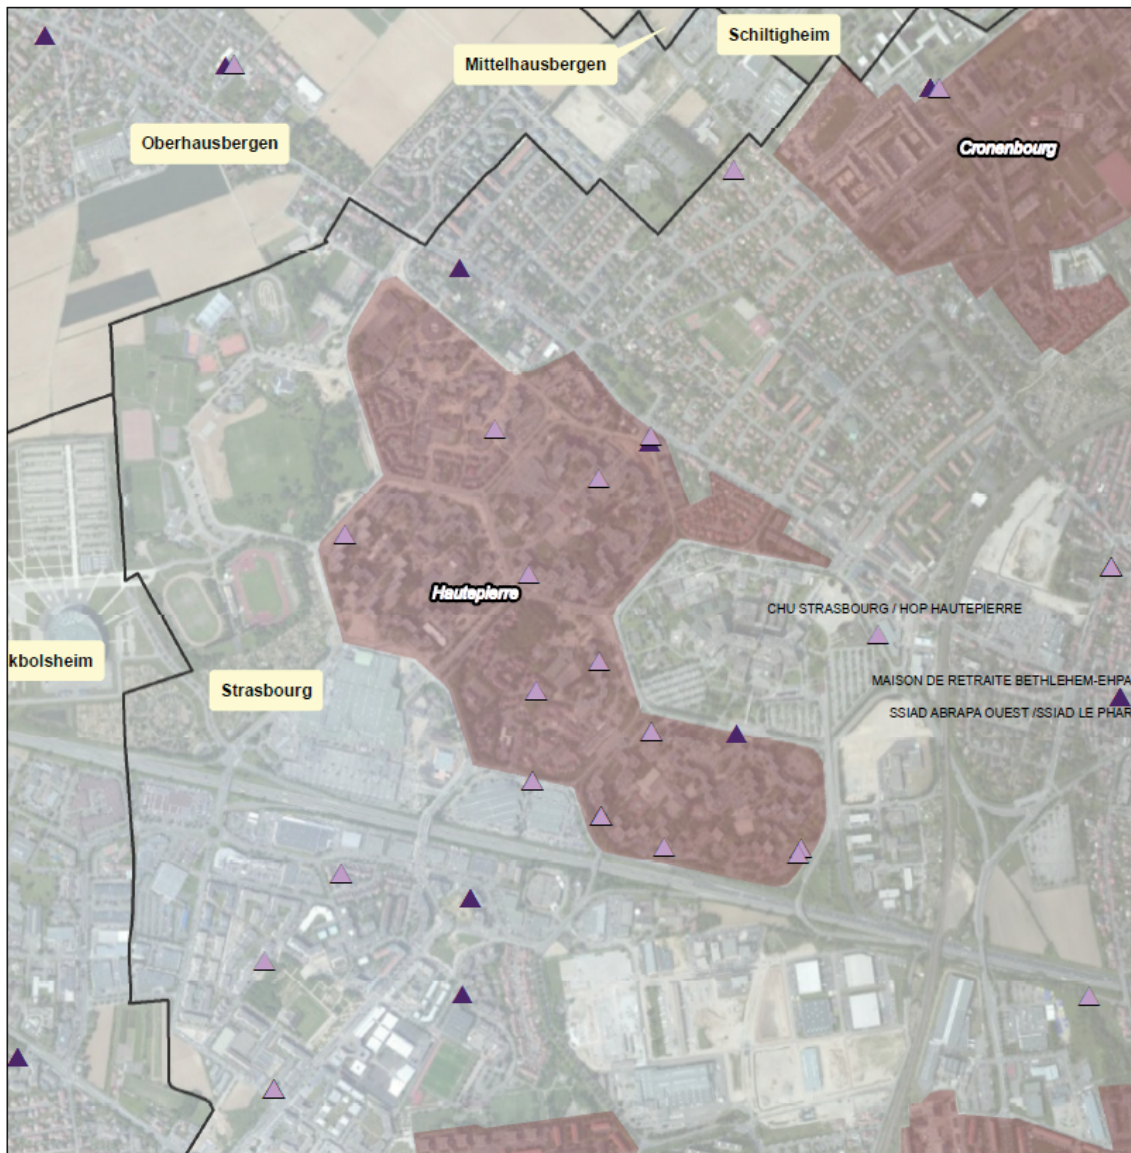 Schiltigheim
Mittelhausbergen
Oberhausbergen
Cronenbourg
Hautepierre
CHU STRASBOURG / HOP HAUTEPIERRE
kbolsheim
MAISON DE RETRAITE BETHLEHEM-EHPA
Strasbourg
SSIAD ABRAPA OUEST /SSIAD LE PHAR